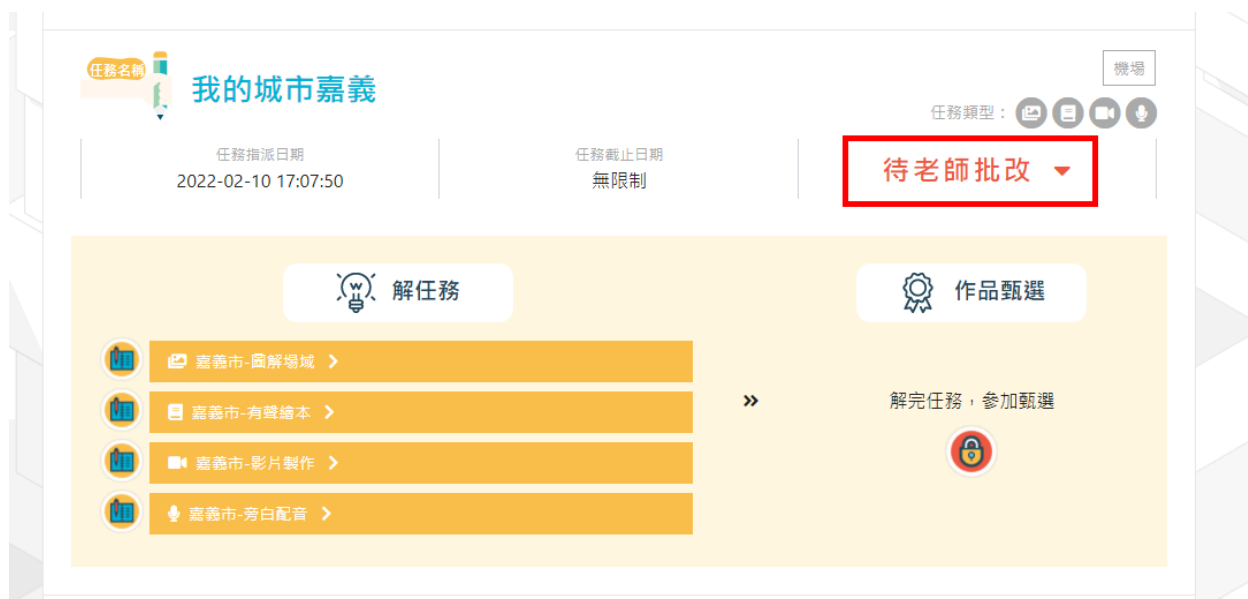 任務名稱
我的城市嘉義
機場
任務類型：
任務指派日期
2022-02-10 17:07:50
任務截止日期
無限制
待老師批改
解任務
作品甄選
嘉義市-圖解場域
嘉義市-有聲繪本
嘉義市-影片製作
嘉義市-旁白配音
解完任務，參加甄選